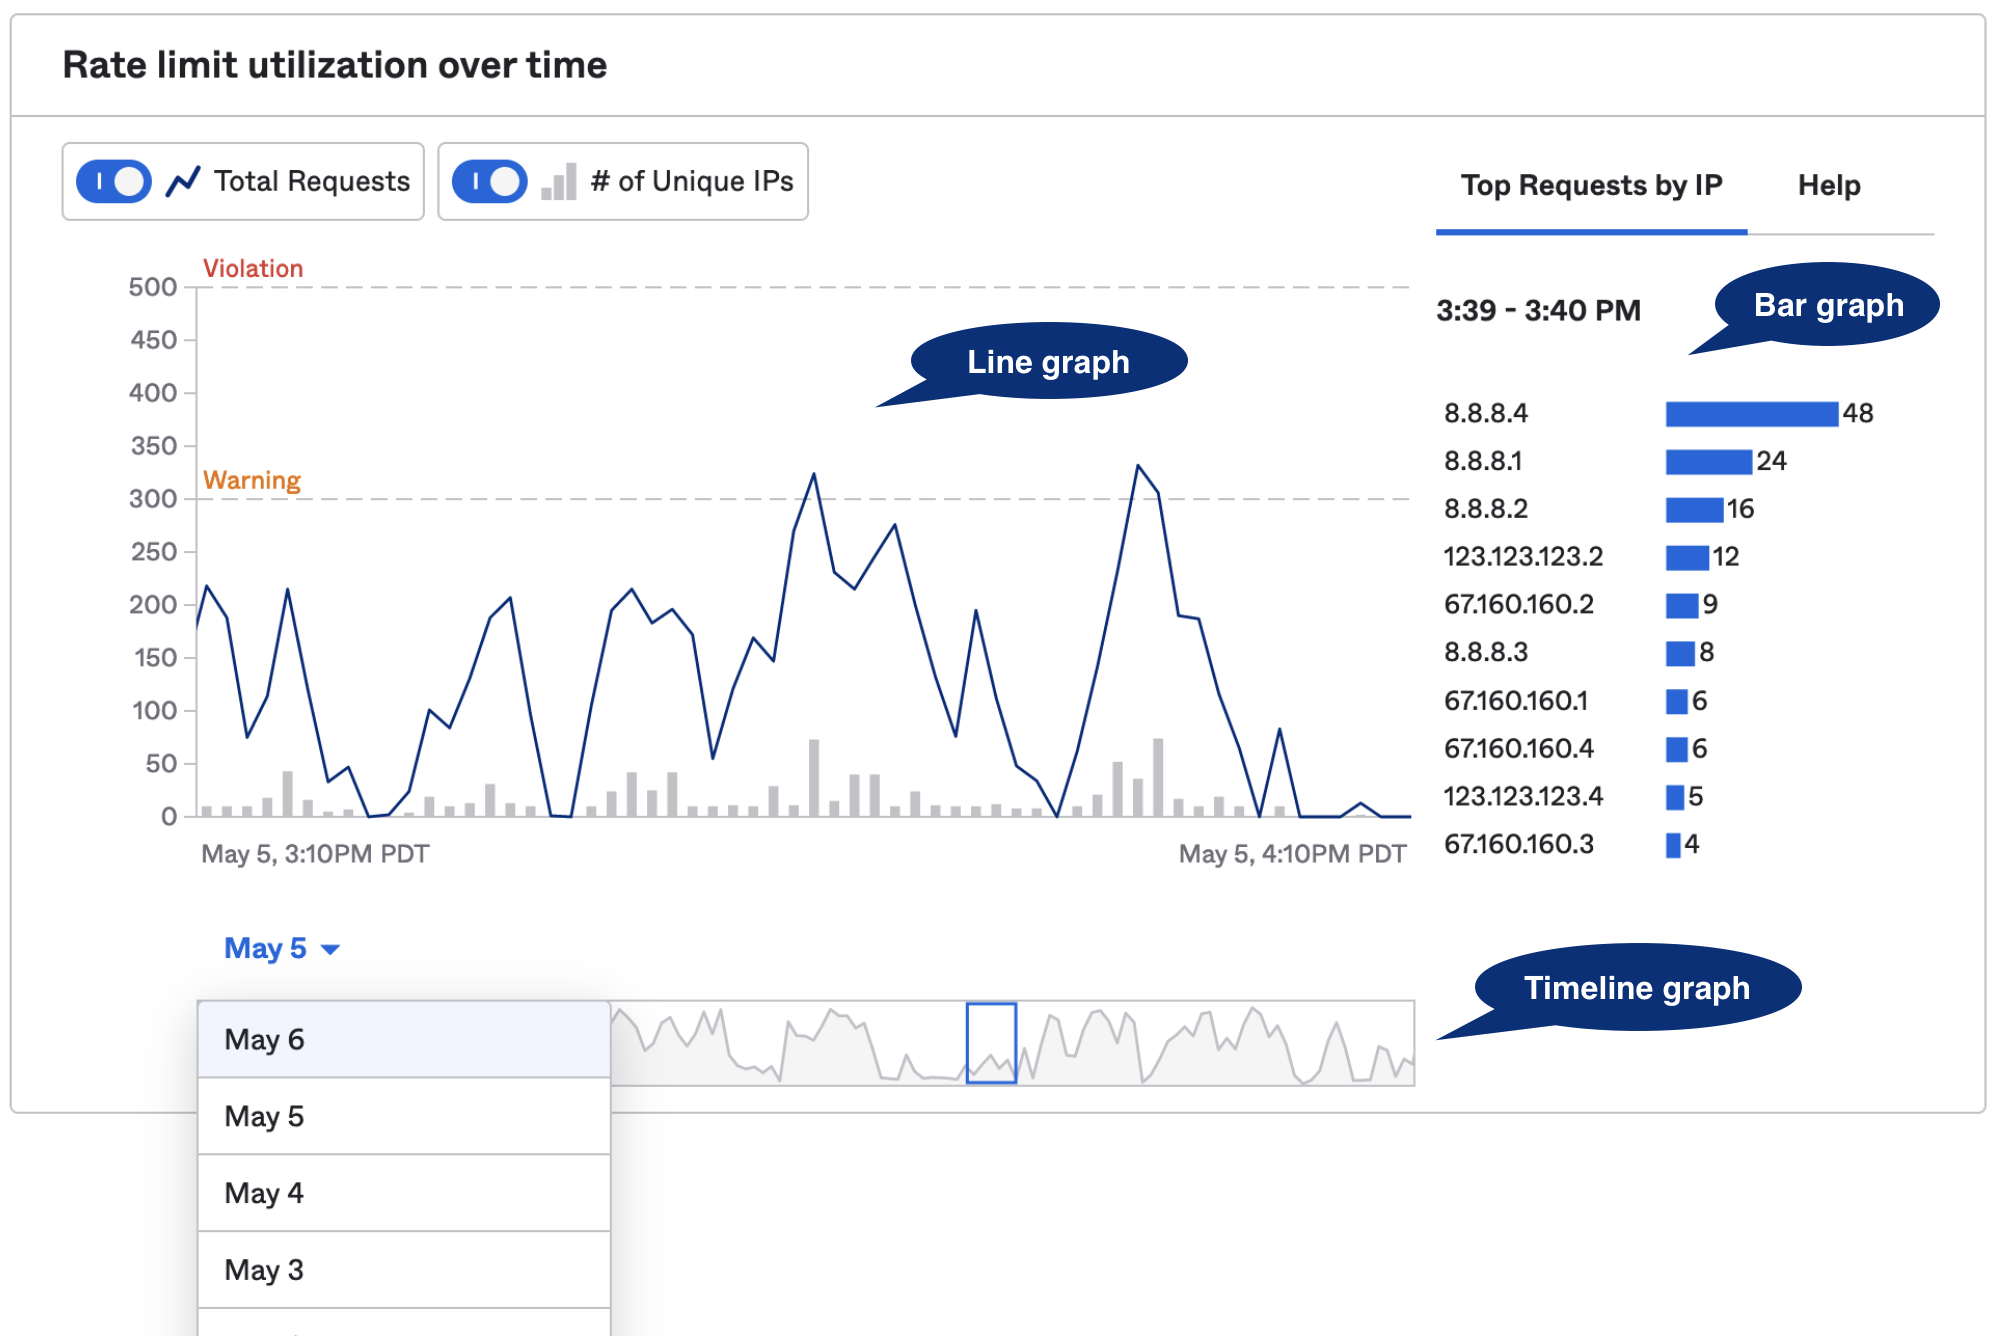 Rate limit utilization over time
Total Requests
# of Unique IPs
Top Requests by IP
Help
Violation
500
450
400
350
Warning
300
250
200
150
100
50
0
May 5, 3:10PM PDT
May 5, 4:10PM PDT
Line graph
3:39 - 3:40 PM
Bar graph
8.8.8.4 48
8.8.8.1 24
8.8.8.2 16
123.123.123.2 12
67.160.160.2 9
8.8.8.3 8
67.160.160.1 6
67.160.160.4 6
123.123.123.4 5
67.160.160.3 4
May 5
Timeline graph
May 6
May 5
May 4
May 3